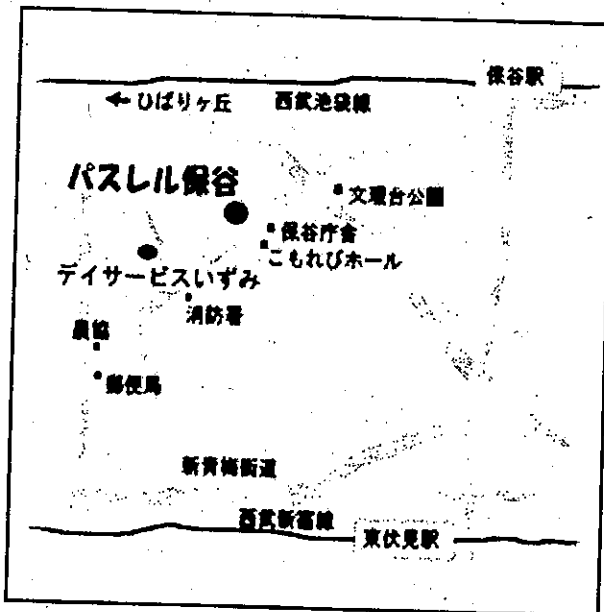 保谷駅
← ひばりヶ丘
西武池袋線
パスレル保谷
文理台公園
保谷庁舎
こもれびホール
デイサービスいずみ
消防署
農協
郵便局
新青梅街道
西武新宿線
東伏見駅